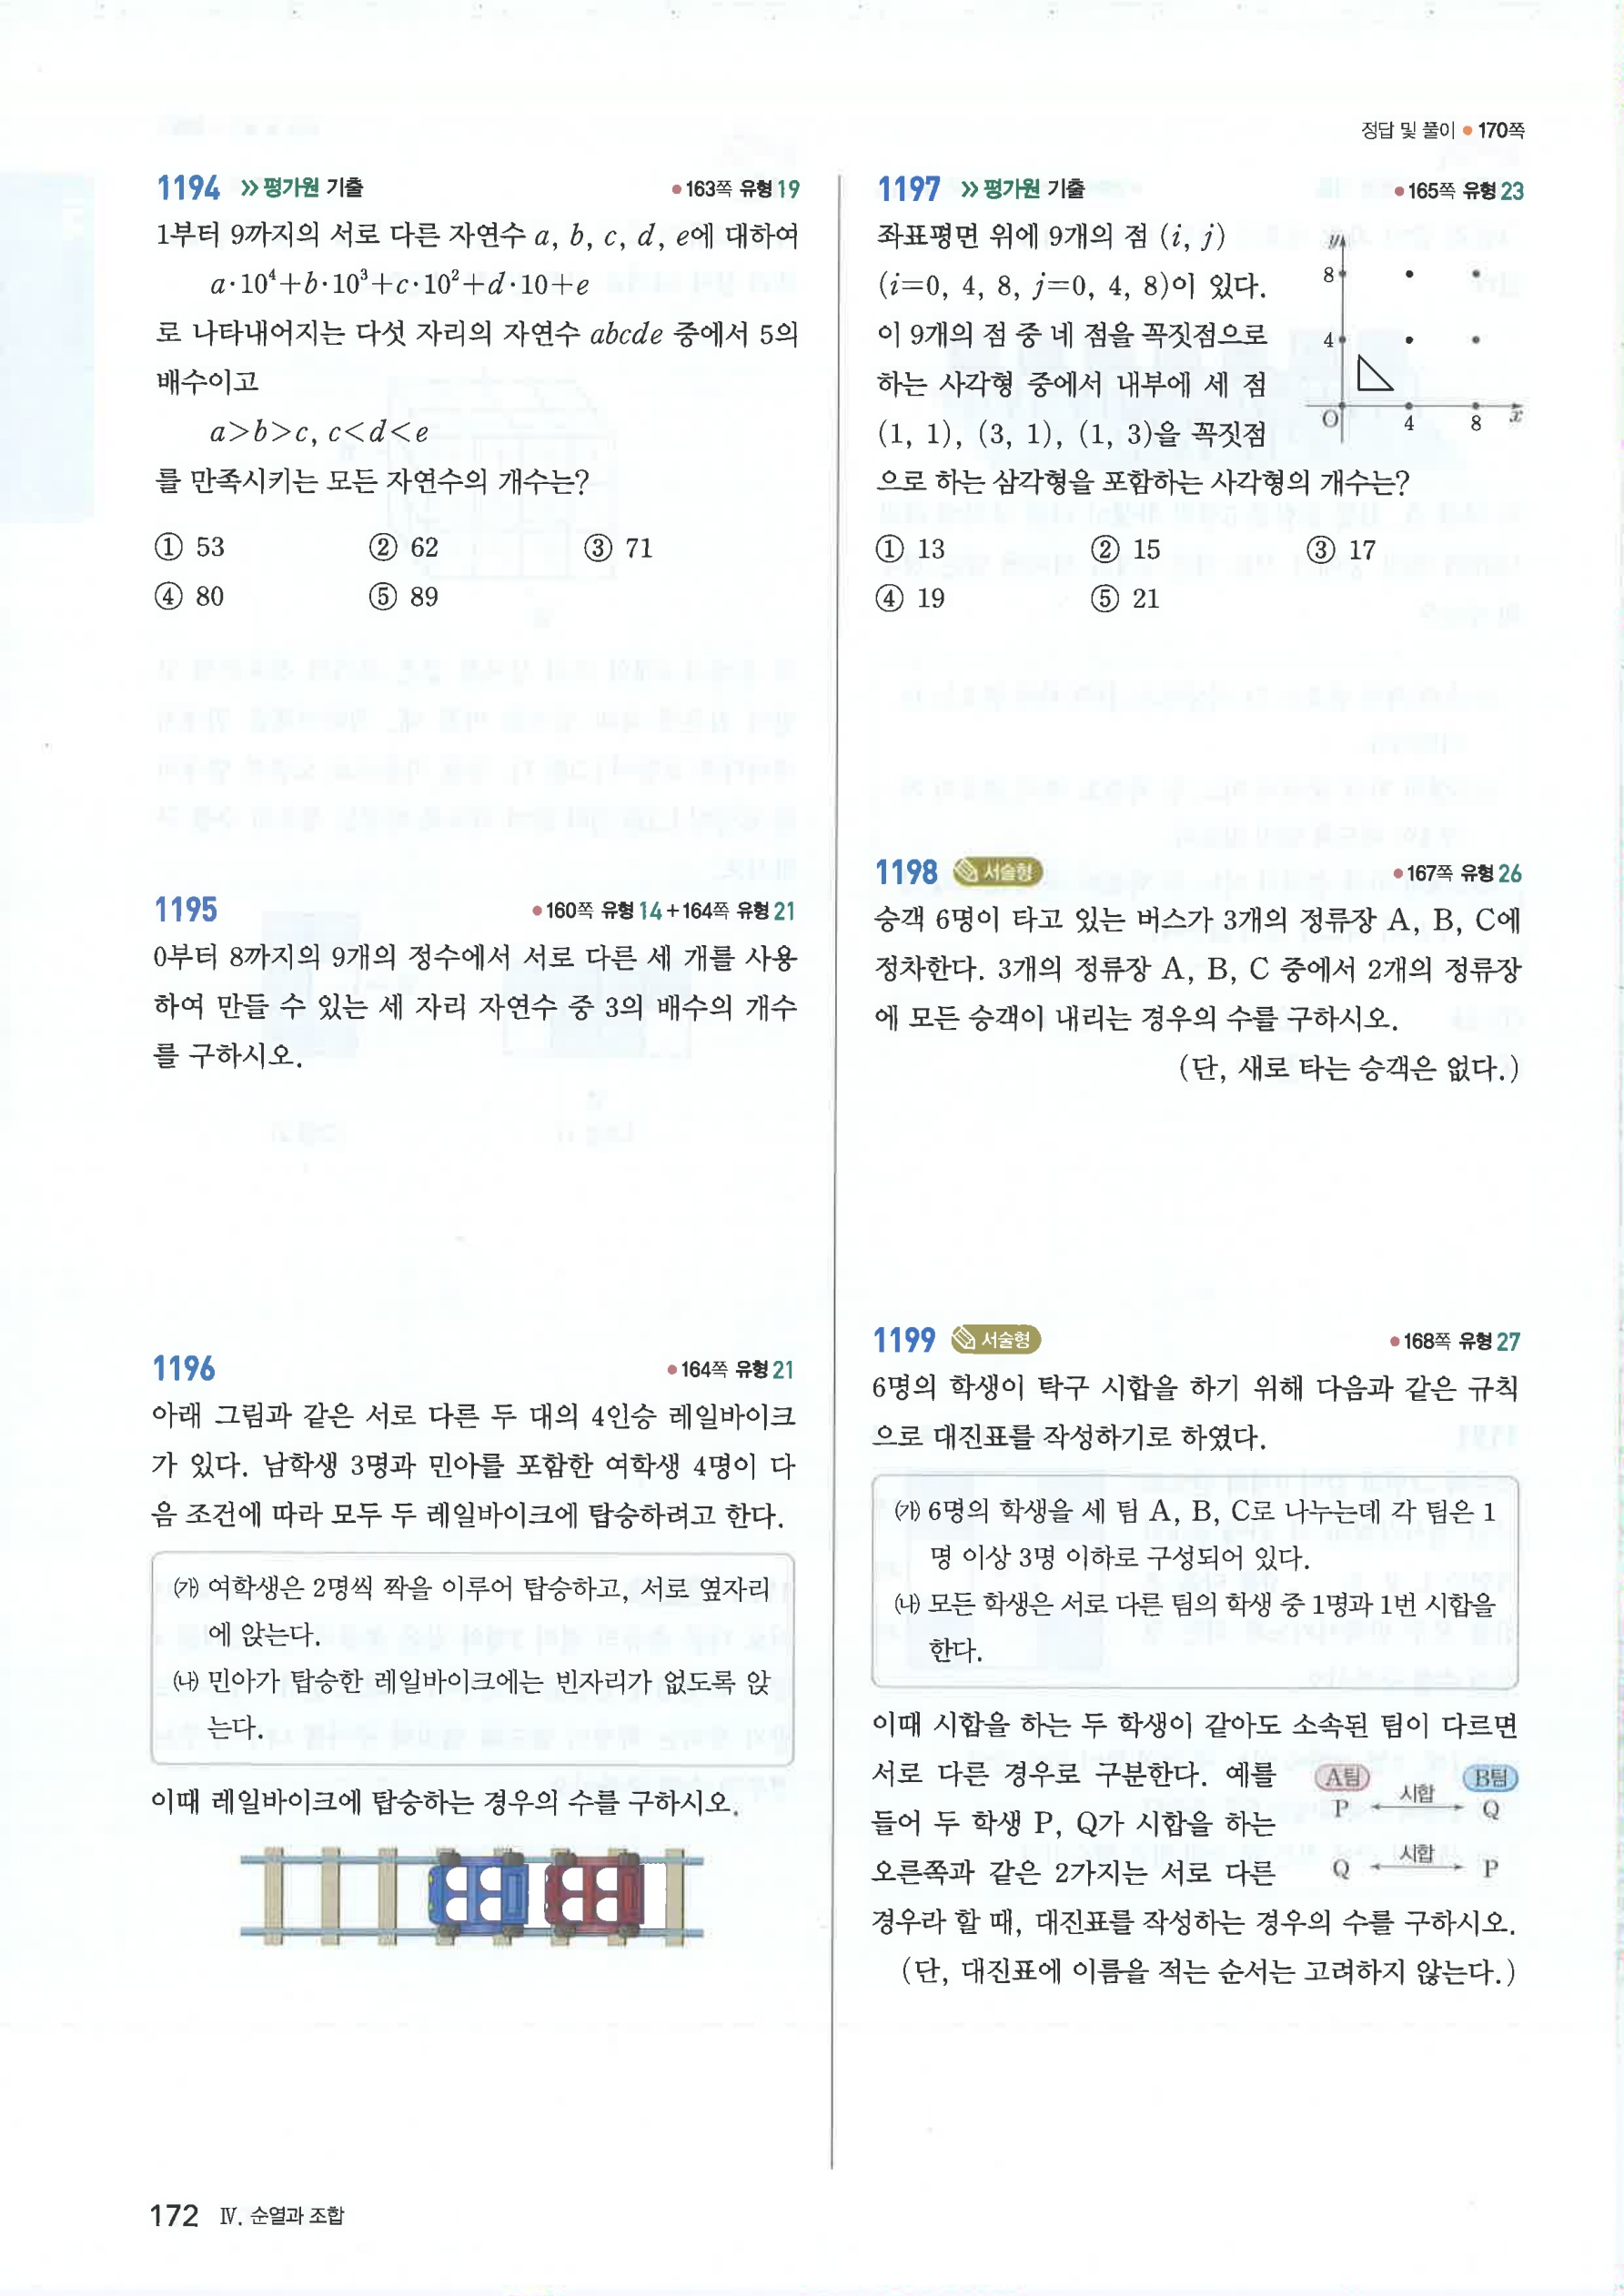 정답 및 풀이 • 170쪽
1194 >> 평가원 기출 • 163쪽 유형 19
1부터 9까지의 서로 다른 자연수 a, b, c, d, e에 대하여
a·10⁴+b·10³+c·10²+d·10+e
로 나타내어지는 다섯 자리의 자연수 abcde 중에서 5의
배수이고
a>b>c, c<d<e
를 만족시키는 모든 자연수의 개수는?
① 53 ② 62 ③ 71
④ 80 ⑤ 89
1195 • 160쪽 유형 14 + 164쪽 유형 21
0부터 8까지의 9개의 정수에서 서로 다른 세 개를 사용
하여 만들 수 있는 세 자리 자연수 중 3의 배수의 개수
를 구하시오.
1196 • 164쪽 유형 21
아래 그림과 같은 서로 다른 두 대의 4인승 레일바이크
가 있다. 남학생 3명과 민아를 포함한 여학생 4명이 다
음 조건에 따라 모두 두 레일바이크에 탑승하려고 한다.
㈎ 여학생은 2명씩 짝을 이루어 탑승하고, 서로 옆자리
에 앉는다.
㈏ 민아가 탑승한 레일바이크에는 빈자리가 없도록 앉
는다.
이때 레일바이크에 탑승하는 경우의 수를 구하시오.
1197 >> 평가원 기출 • 165쪽 유형 23
좌표평면 위에 9개의 점 (i, j)
(i=0, 4, 8, j=0, 4, 8)이 있다.
이 9개의 점 중 네 점을 꼭짓점으로
하는 사각형 중에서 내부에 세 점
(1, 1), (3, 1), (1, 3)을 꼭짓점
으로 하는 삼각형을 포함하는 사각형의 개수는?
y
8
4
O 4 8 x
① 13 ② 15 ③ 17
④ 19 ⑤ 21
1198 서술형 • 167쪽 유형 26
승객 6명이 타고 있는 버스가 3개의 정류장 A, B, C에
정차한다. 3개의 정류장 A, B, C 중에서 2개의 정류장
에 모든 승객이 내리는 경우의 수를 구하시오.
(단, 새로 타는 승객은 없다.)
1199 서술형 • 168쪽 유형 27
6명의 학생이 탁구 시합을 하기 위해 다음과 같은 규칙
으로 대진표를 작성하기로 하였다.
㈎ 6명의 학생을 세 팀 A, B, C로 나누는데 각 팀은 1
명 이상 3명 이하로 구성되어 있다.
㈏ 모든 학생은 서로 다른 팀의 학생 중 1명과 1번 시합을
한다.
이때 시합을 하는 두 학생이 같아도 소속된 팀이 다르면
서로 다른 경우로 구분한다. 예를
들어 두 학생 P, Q가 시합을 하는
오른쪽과 같은 2가지는 서로 다른
경우라 할 때, 대진표를 작성하는 경우의 수를 구하시오.
(단, 대진표에 이름을 적는 순서는 고려하지 않는다.)
A팀 B팀
P 시합 Q
Q 시합 P
172 Ⅳ. 순열과 조합